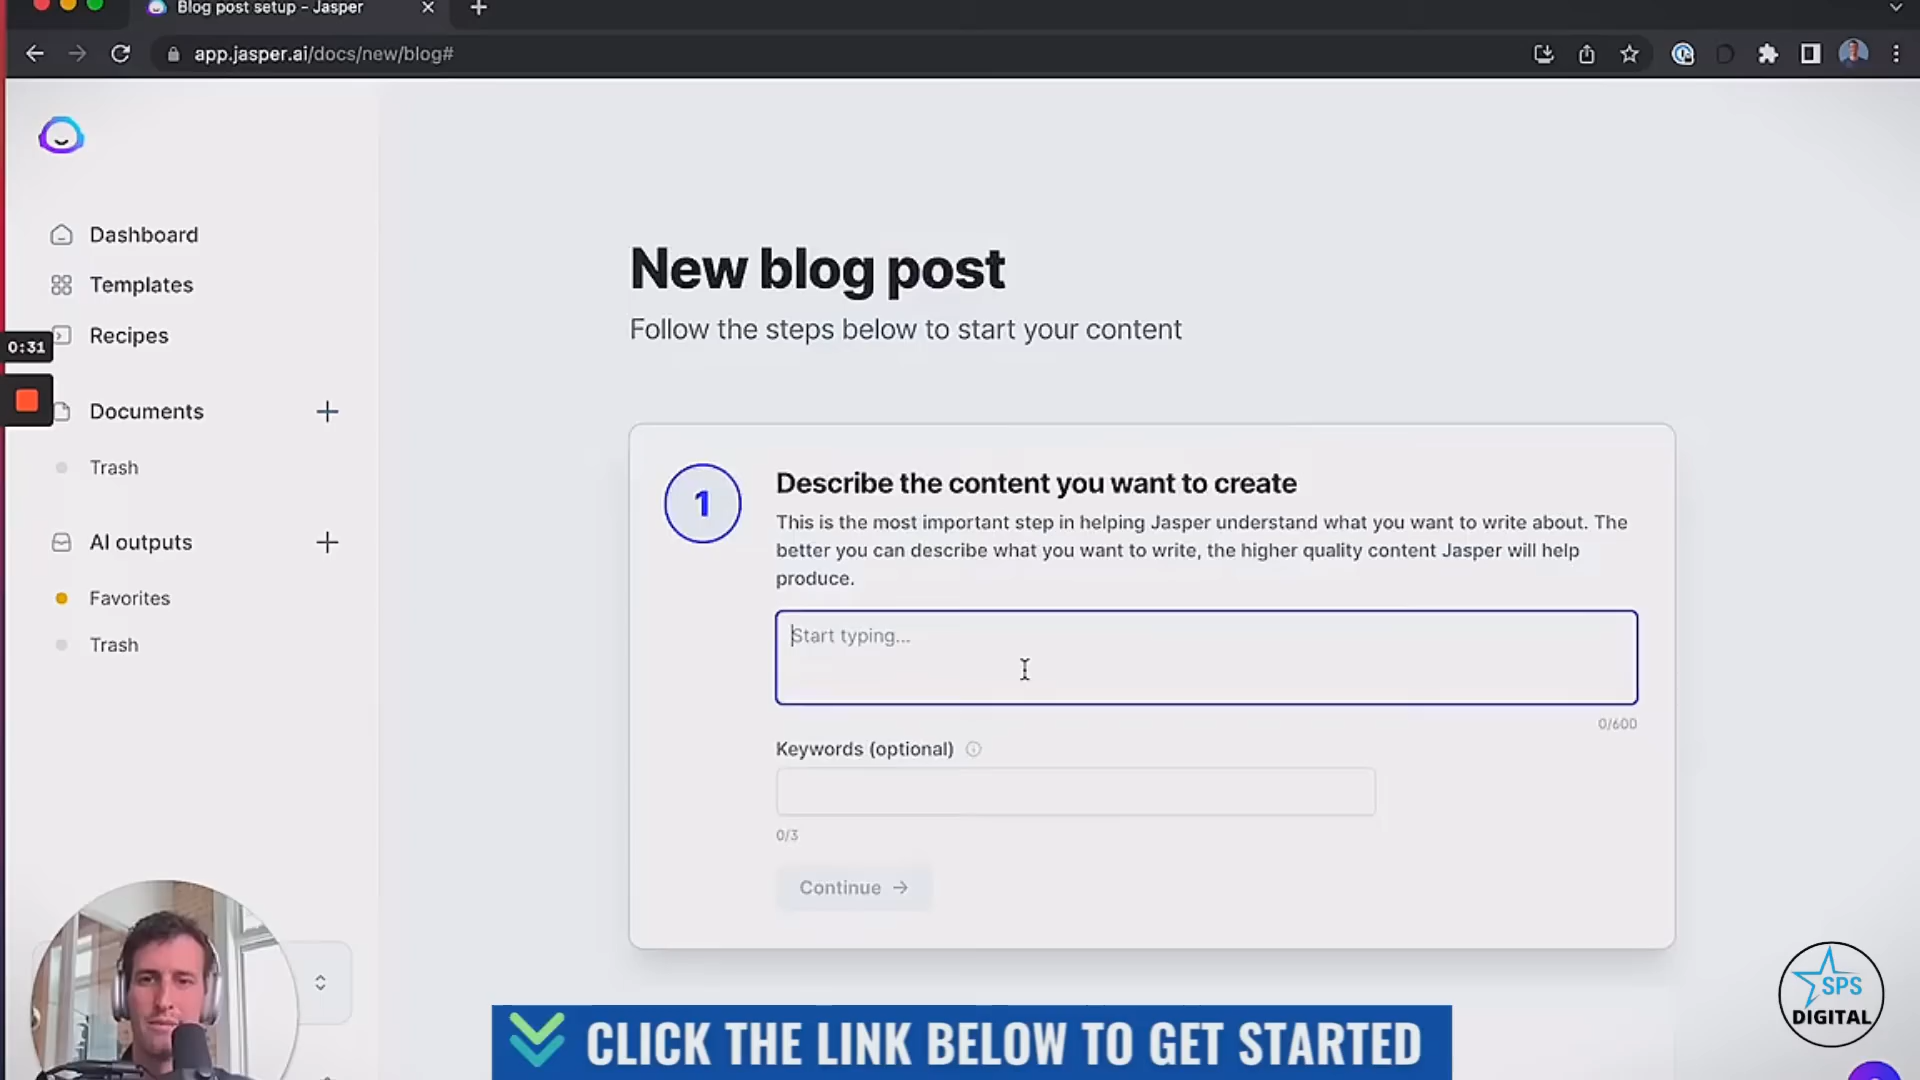 Blog post setup - Jasper
app.jasper.ai/docs/new/blog#
Dashboard
Templates
Recipes
0:31
Documents
Trash
AI outputs
Favorites
Trash
New blog post
Follow the steps below to start your content
1
Describe the content you want to create
This is the most important step in helping Jasper understand what you want to write about. The
better you can describe what you want to write, the higher quality content Jasper will help
produce.
Start typing...
0/600
Keywords (optional)
0/3
Continue
SPS
DIGITAL
CLICK THE LINK BELOW TO GET STARTED